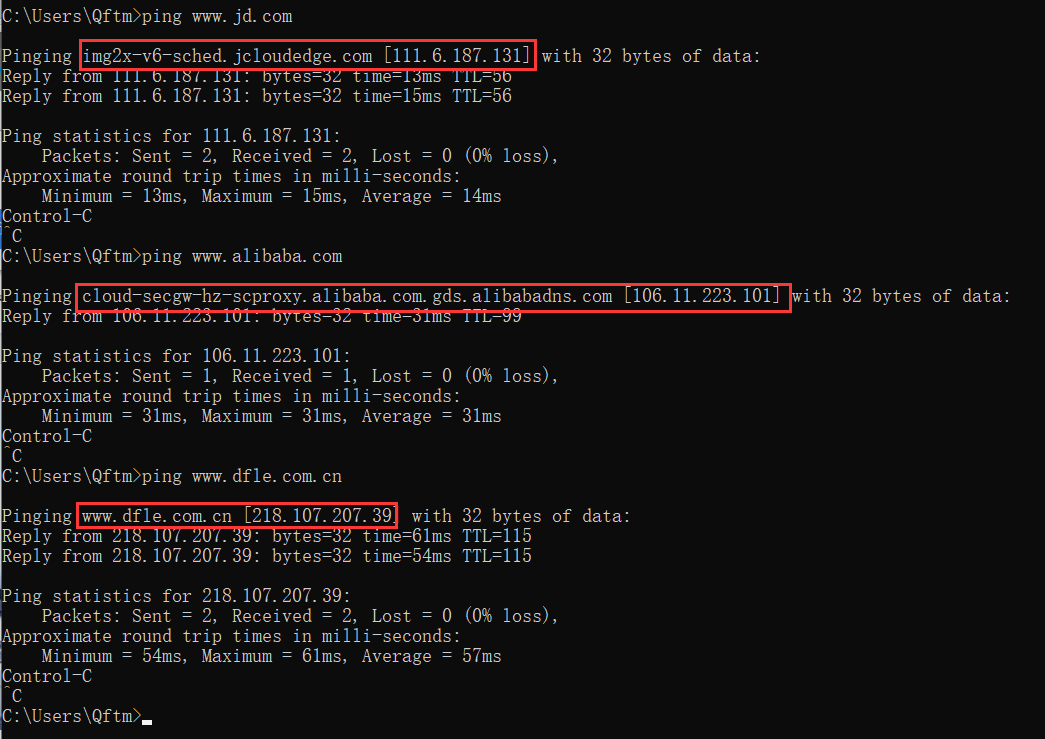 C:\Users\Qftm>ping www.jd.com
Pinging img2x-v6-sched.jcloudedge.com [111.6.187.131] with 32 bytes of data:
Reply from 111.6.187.131: bytes=32 time=13ms TTL=56
Reply from 111.6.187.131: bytes=32 time=15ms TTL=56
Ping statistics for 111.6.187.131:
    Packets: Sent = 2, Received = 2, Lost = 0 (0% loss),
Approximate round trip times in milli-seconds:
    Minimum = 13ms, Maximum = 15ms, Average = 14ms
Control-C
^C
C:\Users\Qftm>ping www.alibaba.com
Pinging cloud-secgw-hz-scproxy.alibaba.com.gds.alibabadns.com [106.11.223.101] with 32 bytes of data:
Reply from 106.11.223.101: bytes=32 time=31ms TTL=99
Ping statistics for 106.11.223.101:
    Packets: Sent = 1, Received = 1, Lost = 0 (0% loss),
Approximate round trip times in milli-seconds:
    Minimum = 31ms, Maximum = 31ms, Average = 31ms
Control-C
^C
C:\Users\Qftm>ping www.dfle.com.cn
Pinging www.dfle.com.cn [218.107.207.39] with 32 bytes of data:
Reply from 218.107.207.39: bytes=32 time=61ms TTL=115
Reply from 218.107.207.39: bytes=32 time=54ms TTL=115
Ping statistics for 218.107.207.39:
    Packets: Sent = 2, Received = 2, Lost = 0 (0% loss),
Approximate round trip times in milli-seconds:
    Minimum = 54ms, Maximum = 61ms, Average = 57ms
Control-C
^C
C:\Users\Qftm>